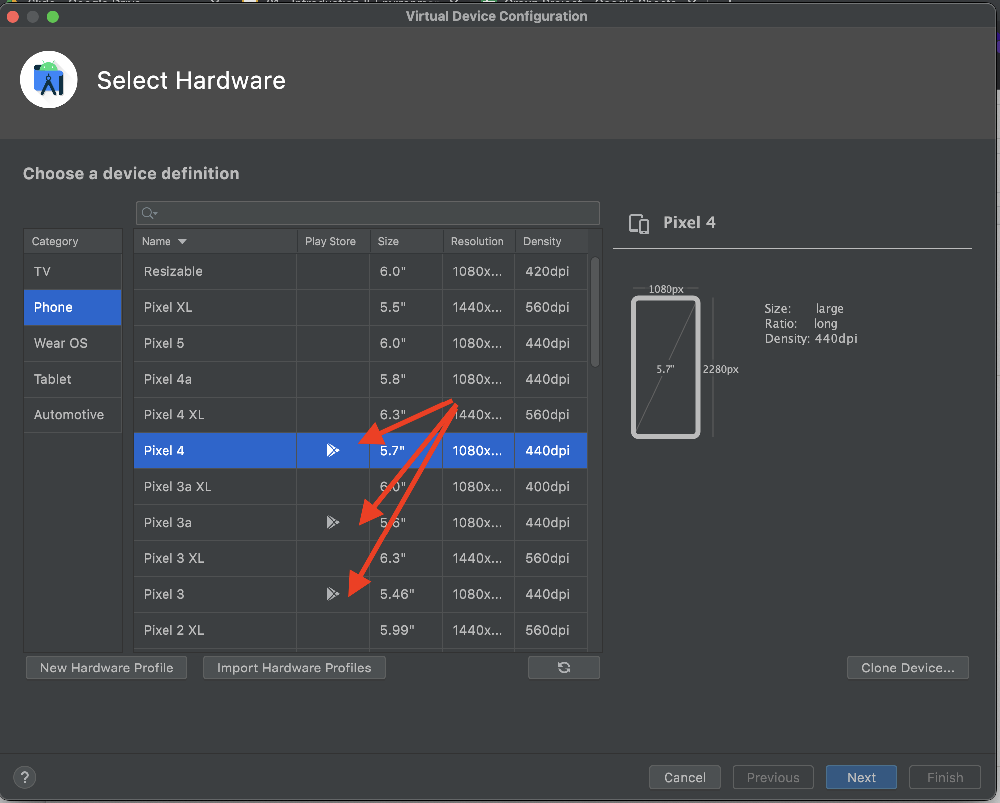 Virtual Device Configuration
Select Hardware
Choose a device definition
Category
TV
Phone
Wear OS
Tablet
Automotive
Name Play Store Size Resolution Density
Resizable 6.0" 1080x... 420dpi
Pixel XL 5.5" 1440x... 560dpi
Pixel 5 6.0" 1080x... 440dpi
Pixel 4a 5.8" 1080x... 440dpi
Pixel 4 XL 6.3" 1440x... 560dpi
Pixel 4 5.7" 1080x... 440dpi
Pixel 3a XL 6.0" 1080x... 400dpi
Pixel 3a 5.6" 1080x... 440dpi
Pixel 3 XL 6.3" 1440x... 560dpi
Pixel 3 5.46" 1080x... 440dpi
Pixel 2 XL 5.99" 1440x... 560dpi
Pixel 4
1080px
5.7"
2280px
Size: large
Ratio: long
Density: 440dpi
New Hardware Profile
Import Hardware Profiles
Clone Device...
?
Cancel
Previous
Next
Finish